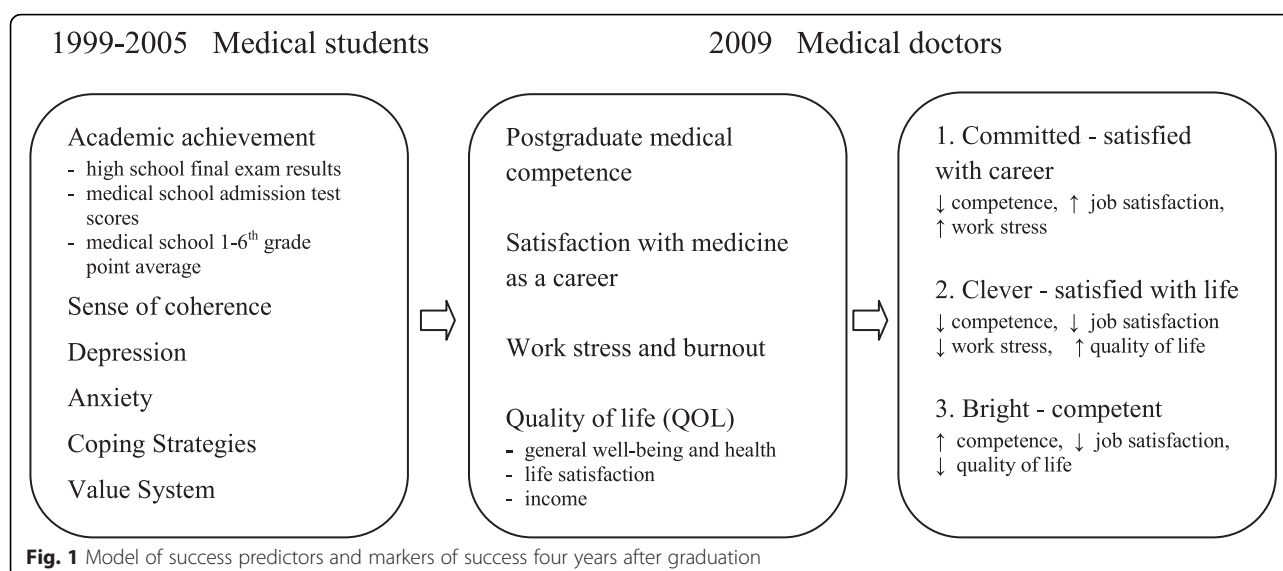 1999-2005 Medical students
2009 Medical doctors
Academic achievement
- high school final exam results
- medical school admission test
scores
- medical school 1-6th grade
point average
Sense of coherence
Depression
Anxiety
Coping Strategies
Value System
Postgraduate medical
competence
Satisfaction with medicine
as a career
Work stress and burnout
Quality of life (QOL)
- general well-being and health
- life satisfaction
- income
1. Committed - satisfied
with career
↓ competence, ↑ job satisfaction,
↑ work stress
2. Clever - satisfied with life
↓ competence, ↓ job satisfaction
↓ work stress, ↑ quality of life
3. Bright - competent
↑ competence, ↓ job satisfaction,
↓ quality of life
Fig. 1 Model of success predictors and markers of success four years after graduation